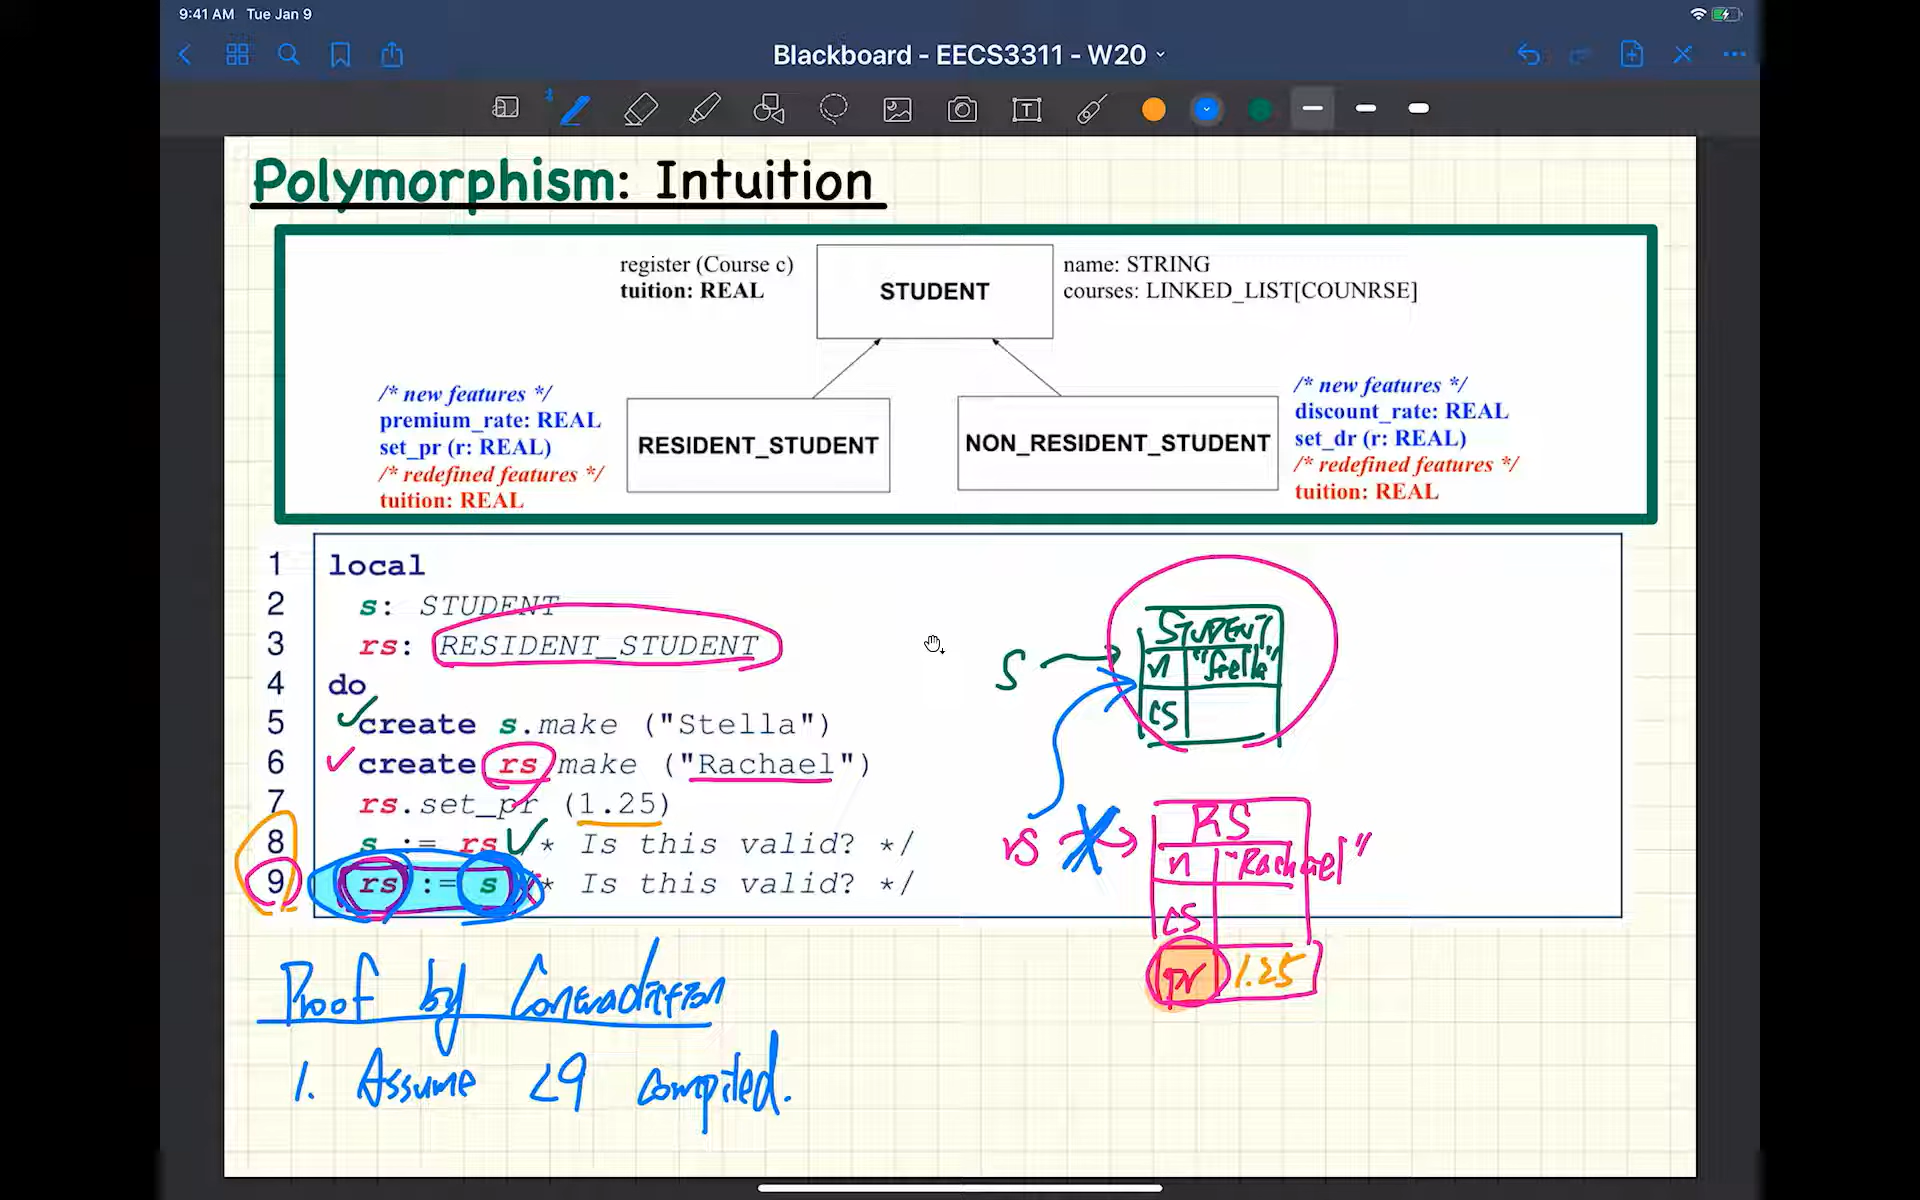 9:41 AM Tue Jan 9
Blackboard - EECS3311 - W20
Polymorphism: Intuition
register (Course c)
tuition: REAL
STUDENT
name: STRING
courses: LINKED_LIST[COUNRSE]
/* new features */
premium_rate: REAL
set_pr (r: REAL)
/* redefined features */
tuition: REAL
RESIDENT_STUDENT
NON_RESIDENT_STUDENT
/* new features */
discount_rate: REAL
set_dr (r: REAL)
/* redefined features */
tuition: REAL
1 local
2 s: STUDENT
3 rs: RESIDENT_STUDENT
4 do
5 create s.make ("Stella")
6 create rs.make ("Rachael")
7 rs.set_pr (1.25)
8 s := rs /* Is this valid? */
9 rs := s /* Is this valid? */
S
STUDENT
n "Stella"
cs
rs
RS
n "Rachael"
cs
pr 1.25
Proof by Contradiction
1. Assume L9 compiled.